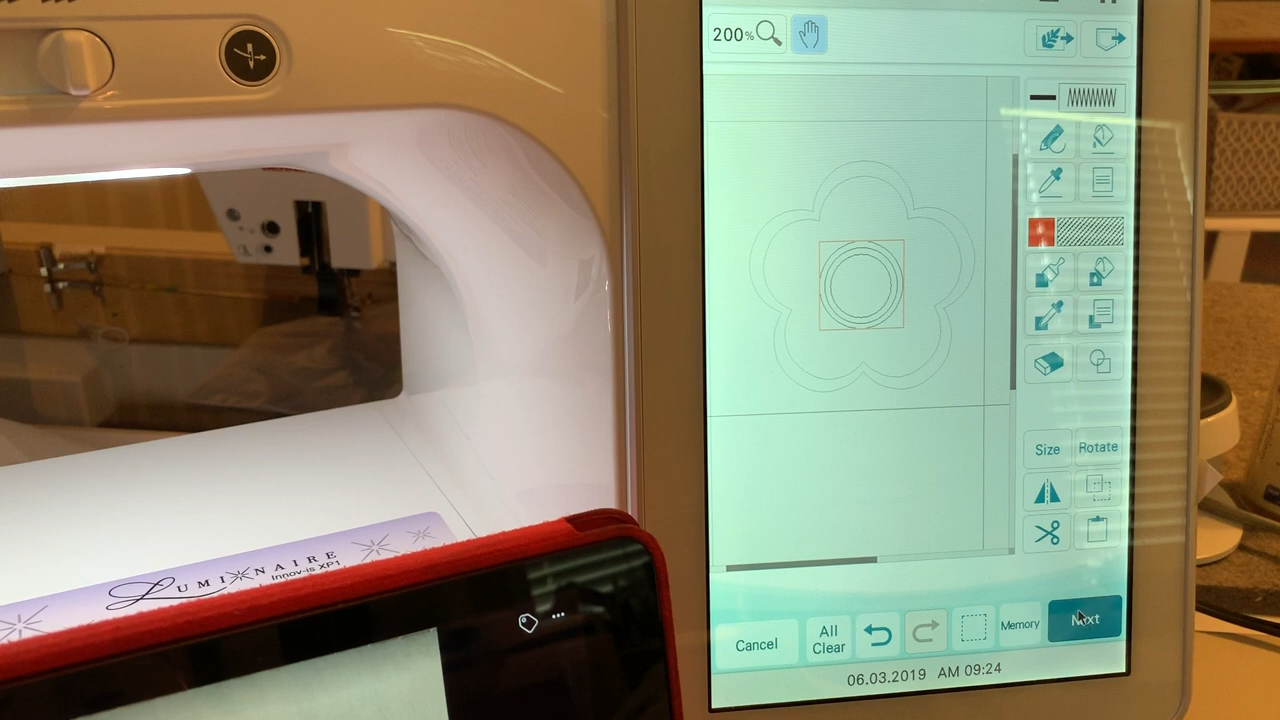 200%
Size
Rotate
Cancel
All
Clear
Memory
Next
06.03.2019 AM 09:24
LUMINAIRE
Innov-is XP1